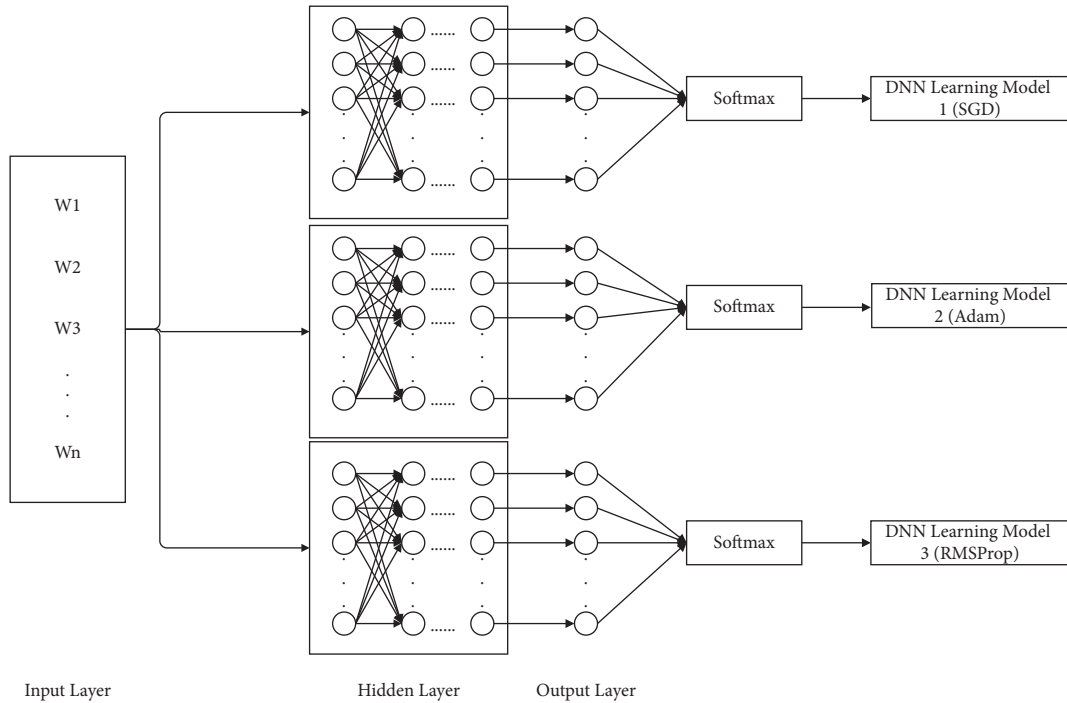 W1
W2
W3
.
.
.
Wn
......
......
Softmax
DNN Learning Model
1 (SGD)
......
......
Softmax
DNN Learning Model
2 (Adam)
......
......
Softmax
DNN Learning Model
3 (RMSProp)
Input Layer
Hidden Layer
Output Layer